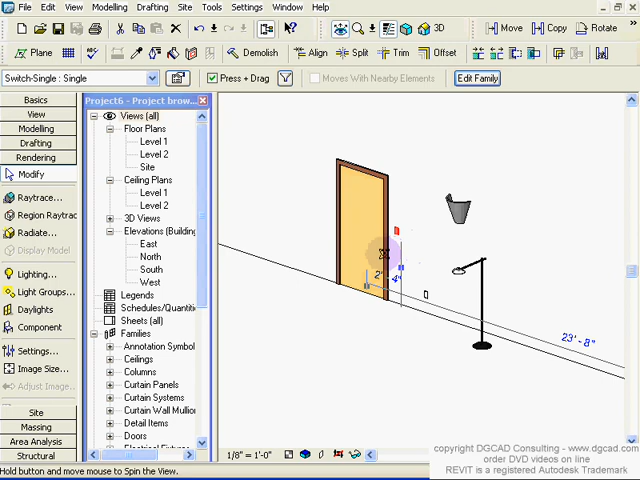 File Edit View Modelling Drafting Site Tools Settings Window Help
3D Move Copy Rotate
Plane Demolish Align Split Trim Offset
Switch-Single : Single Press + Drag Moves With Nearby Elements Edit Family
Basics
View
Modelling
Drafting
Rendering
Modify
Raytrace...
Region Raytrac
Radiate...
Display Model
Lighting...
Light Groups...
Daylights
Component
Settings...
Image Size...
Adjust Image.
Site
Massing
Area Analysis
Structural
Project6 - Project brow...
Views (all)
Floor Plans
Level 1
Level 2
Site
Ceiling Plans
Level 1
Level 2
3D Views
Elevations (Building
East
North
South
West
Legends
Schedules/Quantitie
Sheets (all)
Families
Annotation Symbol
Ceilings
Columns
Curtain Panels
Curtain Systems
Curtain Wall Mullion
Detail Items
Doors
2' - 4"
23' - 8"
1/8" = 1'-0"
Hold button and move mouse to Spin the View.
copyright DGCAD Consulting - www.dgcad.com
order DVD videos on line
REVIT is a registered Autodesk Trademark